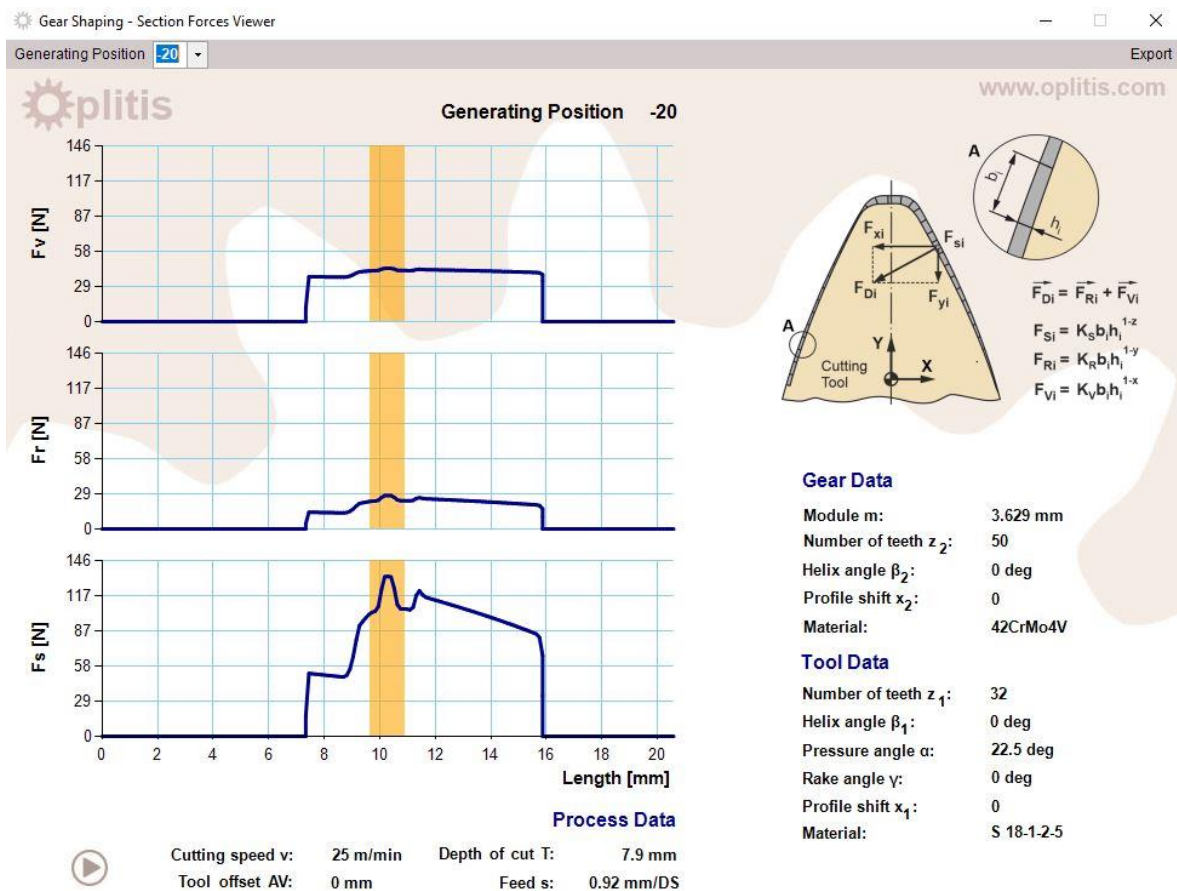 Gear Shaping - Section Forces Viewer
Generating Position -20
Export
Oplitis
www.oplitis.com
Generating Position -20
146
117
87
58
29
0
Fv [N]
146
117
87
58
29
0
Fr [N]
146
117
87
58
29
0
Fs [N]
0 2 4 6 8 10 12 14 16 18 20
Length [mm]
A
bᵢ
hᵢ
Fxi
Fsi
FDi
Fyi
A
Y
X
Cutting
Tool
FDi = FRi + FVi
FSi = KSbihi1-z
FRi = KRbihi1-y
FVi = KVbihi1-x
Gear Data
Module m: 3.629 mm
Number of teeth z2: 50
Helix angle β2: 0 deg
Profile shift x2: 0
Material: 42CrMo4V
Tool Data
Number of teeth z1: 32
Helix angle β1: 0 deg
Pressure angle α: 22.5 deg
Rake angle γ: 0 deg
Profile shift x1: 0
Material: S 18-1-2-5
Process Data
Cutting speed v: 25 m/min Depth of cut T: 7.9 mm
Tool offset AV: 0 mm Feed s: 0.92 mm/DS